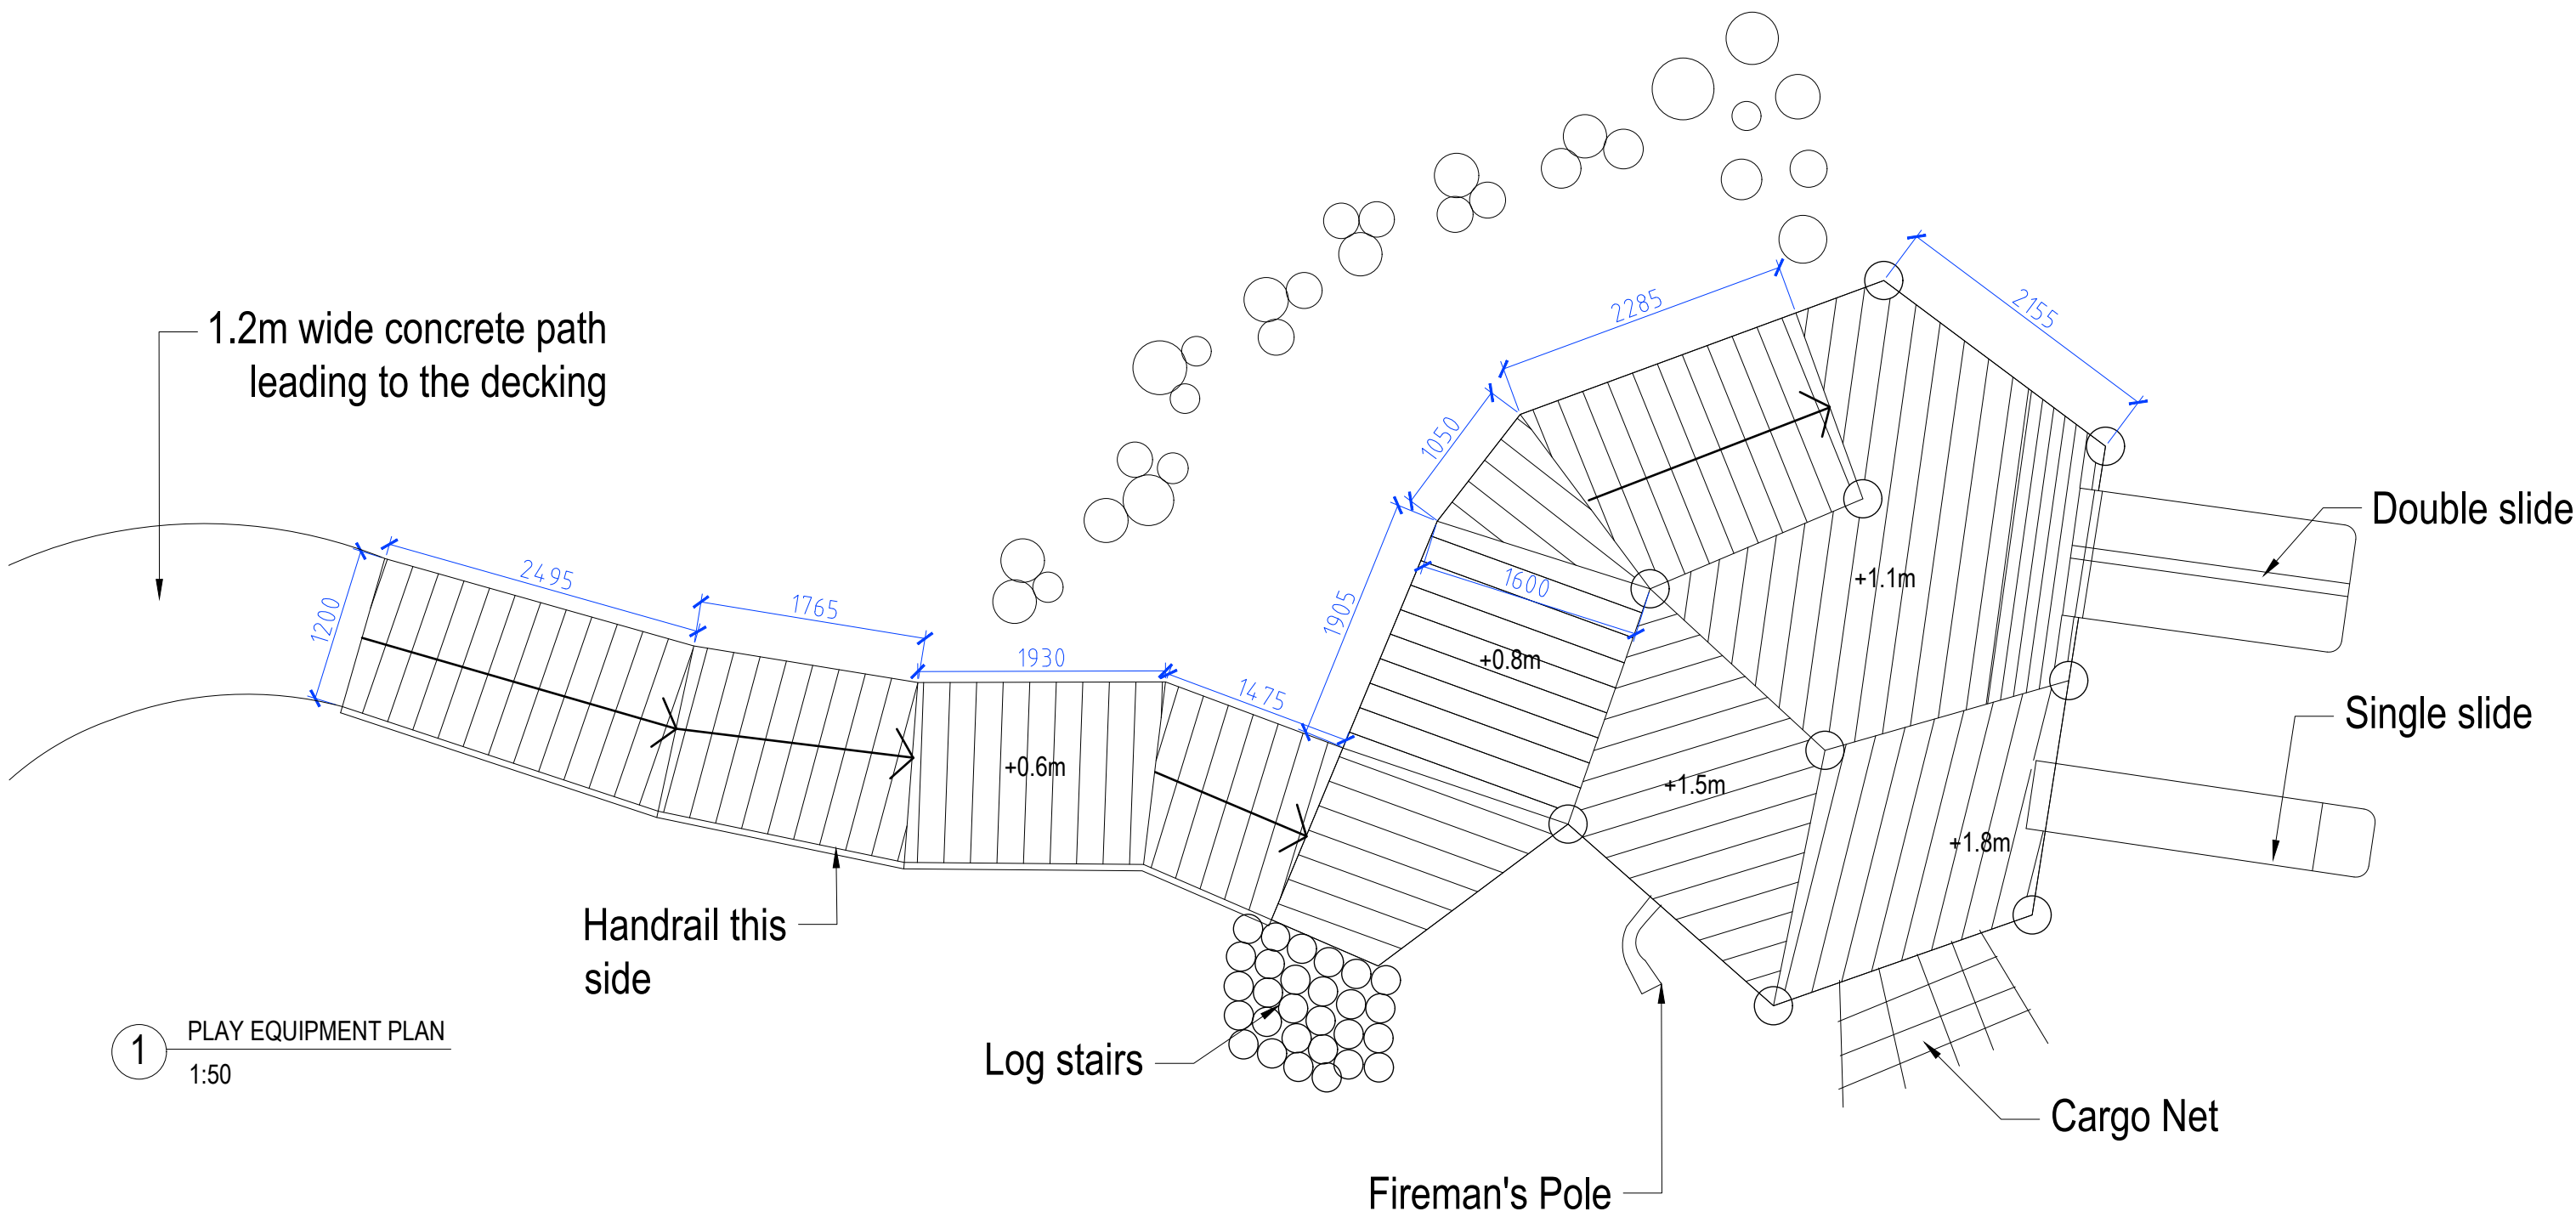 1.2m wide concrete path
leading to the decking
1200
2495
1765
1930
1475
1905
1050
2285
2155
1600
+0.6m
+0.8m
+1.1m
+1.5m
+1.8m
Double slide
Single slide
Handrail this
side
Log stairs
Fireman's Pole
Cargo Net
1
PLAY EQUIPMENT PLAN
1:50